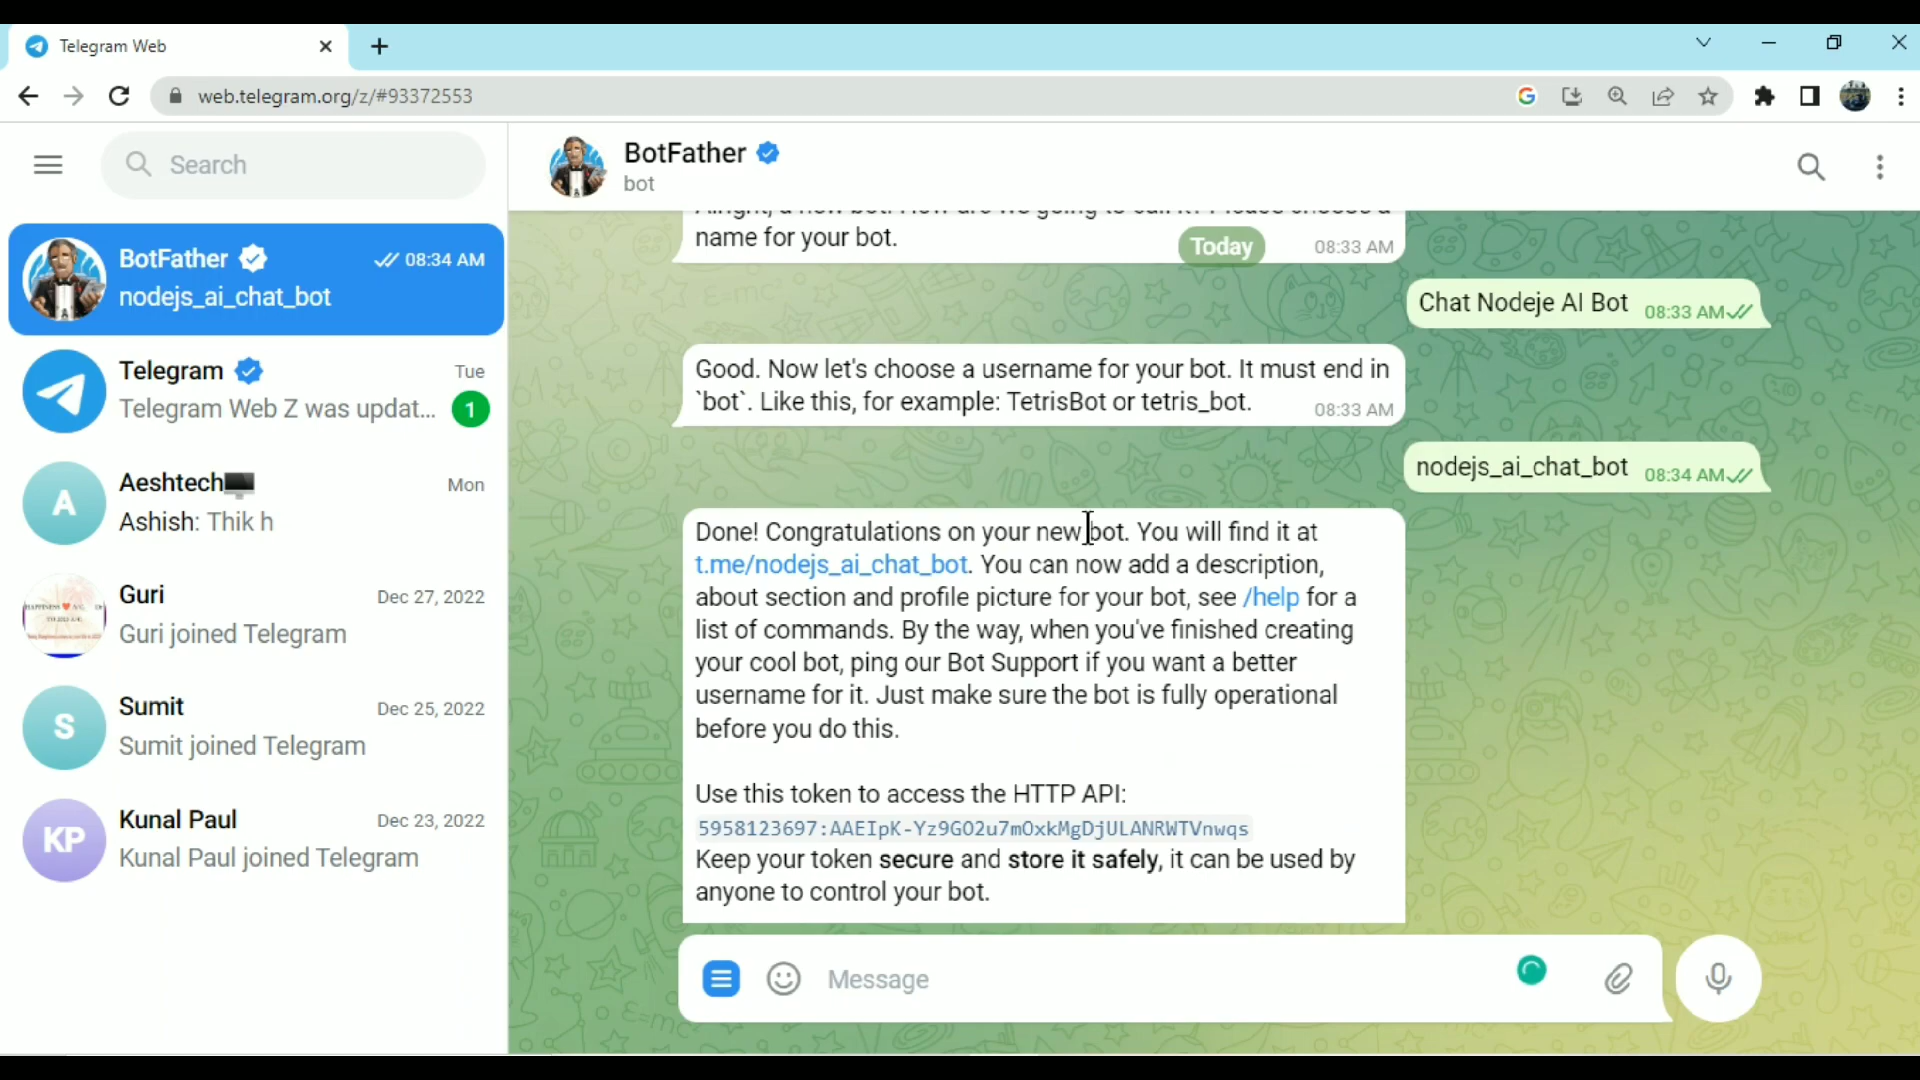 Telegram Web
web.telegram.org/z/#93372553
Search
BotFather
08:34 AM
nodejs_ai_chat_bot
Telegram
Tue
Telegram Web Z was updat...
1
A
Aeshtech
Mon
Ashish: Thik h
Guri
Dec 27, 2022
Guri joined Telegram
S
Sumit
Dec 25, 2022
Sumit joined Telegram
KP
Kunal Paul
Dec 23, 2022
Kunal Paul joined Telegram
BotFather
bot
name for your bot.
08:33 AM
Today
Chat Nodeje AI Bot
08:33 AM
Good. Now let's choose a username for your bot. It must end in
`bot`. Like this, for example: TetrisBot or tetris_bot.
08:33 AM
nodejs_ai_chat_bot
08:34 AM
Done! Congratulations on your new bot. You will find it at
t.me/nodejs_ai_chat_bot. You can now add a description,
about section and profile picture for your bot, see /help for a
list of commands. By the way, when you've finished creating
your cool bot, ping our Bot Support if you want a better
username for it. Just make sure the bot is fully operational
before you do this.
Use this token to access the HTTP API:
5958123697:AAEIpK-Yz9GO2u7mOxkMgDjULANRWTVnwqs
Keep your token secure and store it safely, it can be used by
anyone to control your bot.
Message